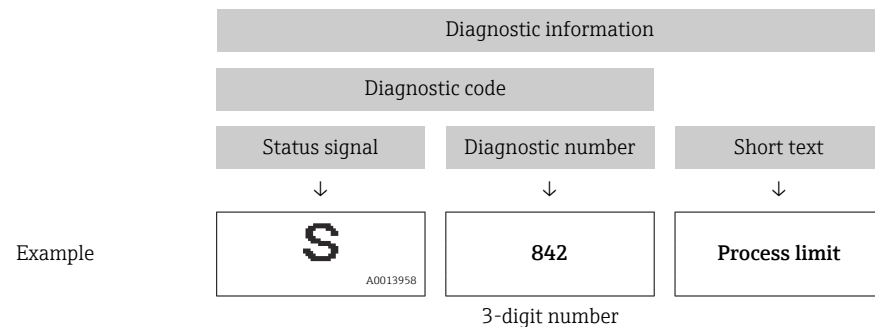 Diagnostic information
Diagnostic code
Status signal Diagnostic number Short text
↓ ↓ ↓
Example S 842 Process limit
A0013958
3-digit number